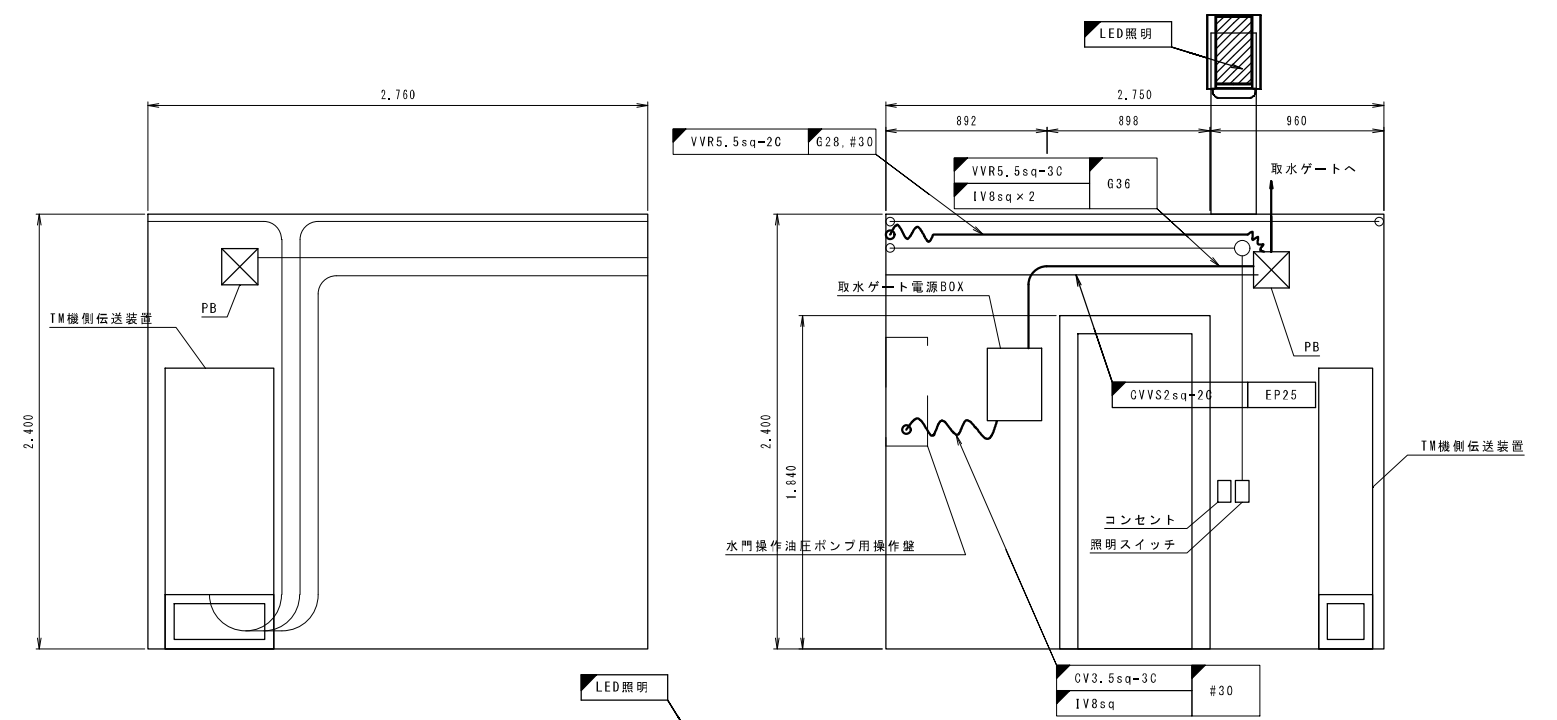 LED照明
2.760
2.750
892
898
960
VVR5.5sq-2C
G28,#30
VVR5.5sq-3C
G36
IV8sq×2
取水ゲートへ
取水ゲート電源BOX
PB
TM機側伝送装置
PB
CVVS2sq-2C
EP25
2.400
2.400
1.840
TM機側伝送装置
コンセント
照明スイッチ
水門操作油圧ポンプ用操作盤
CV3.5sq-3C
#30
IV8sq
LED照明